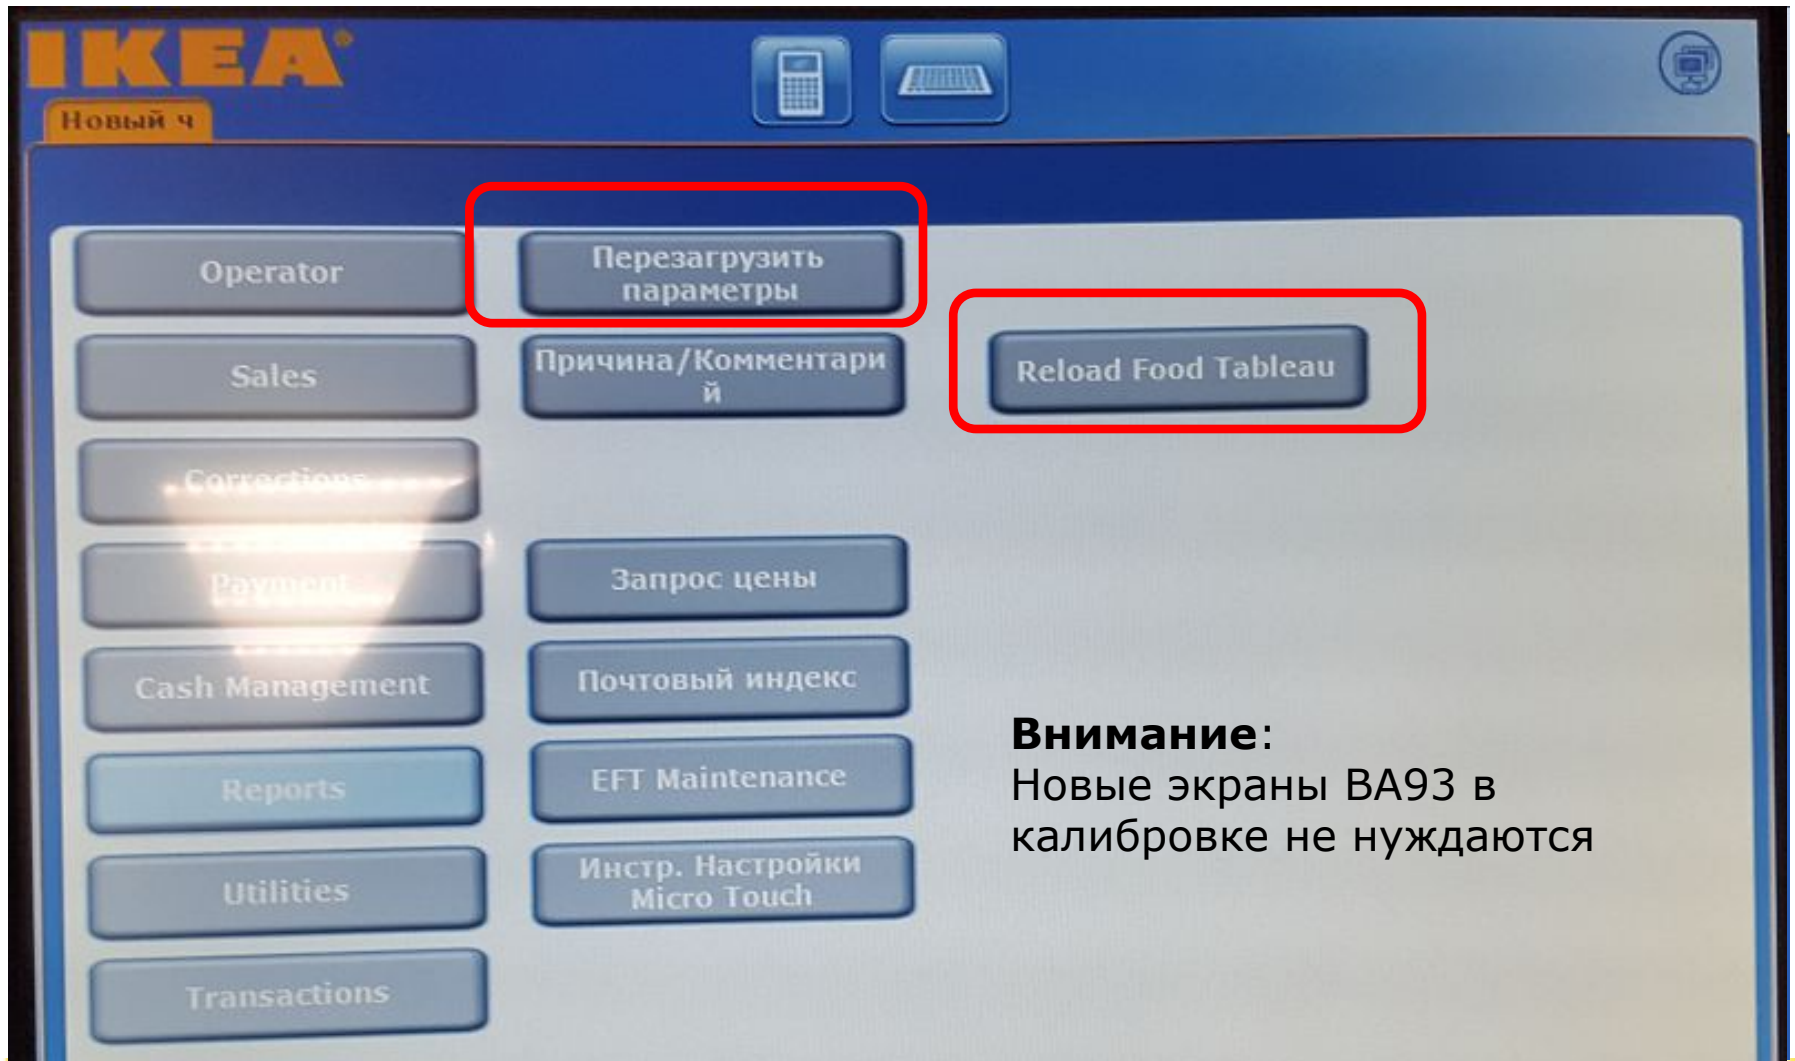 IKEA®
Новый ч
Operator
Перезагрузить
параметры
Sales
Причина/Комментари
й
Reload Food Tableau
Corrections
Payment
Запрос цены
Cash Management
Почтовый индекс
Reports
EFT Maintenance
Utilities
Инстр. Настройки
Micro Touch
Transactions
Внимание:
Новые экраны BA93 в
калибровке не нуждаются